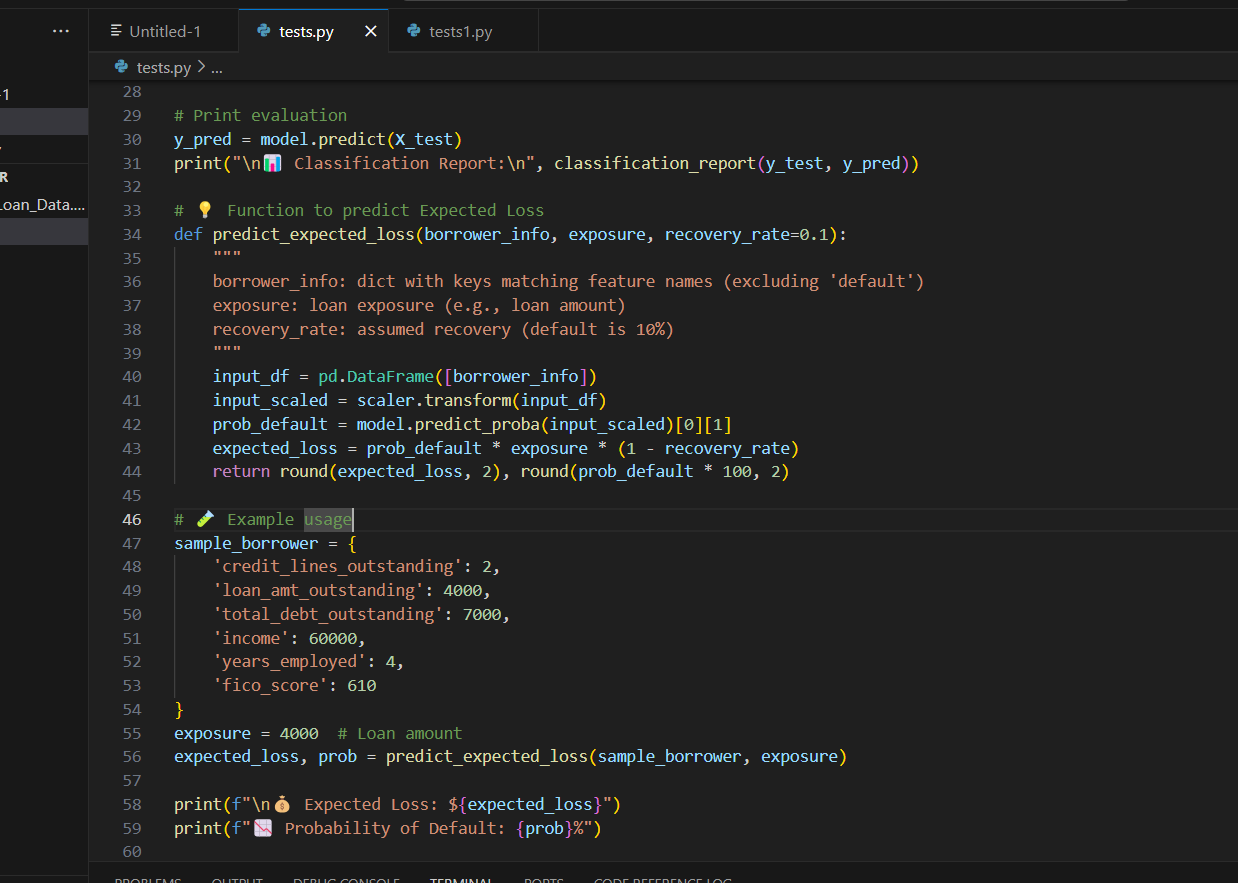 ...
Untitled-1
tests.py
tests1.py
tests.py > ...
-1
R
Loan_Data....
28
29 # Print evaluation
30 y_pred = model.predict(X_test)
31 print("\n📊 Classification Report:\n", classification_report(y_test, y_pred))
32
33 # 💡 Function to predict Expected Loss
34 def predict_expected_loss(borrower_info, exposure, recovery_rate=0.1):
35     """
36     borrower_info: dict with keys matching feature names (excluding 'default')
37     exposure: loan exposure (e.g., loan amount)
38     recovery_rate: assumed recovery (default is 10%)
39     """
40     input_df = pd.DataFrame([borrower_info])
41     input_scaled = scaler.transform(input_df)
42     prob_default = model.predict_proba(input_scaled)[0][1]
43     expected_loss = prob_default * exposure * (1 - recovery_rate)
44     return round(expected_loss, 2), round(prob_default * 100, 2)
45
46 # 🧪 Example usage
47 sample_borrower = {
48     'credit_lines_outstanding': 2,
49     'loan_amt_outstanding': 4000,
50     'total_debt_outstanding': 7000,
51     'income': 60000,
52     'years_employed': 4,
53     'fico_score': 610
54 }
55 exposure = 4000  # Loan amount
56 expected_loss, prob = predict_expected_loss(sample_borrower, exposure)
57
58 print(f"\n💰 Expected Loss: ${expected_loss}")
59 print(f"📉 Probability of Default: {prob}%")
60
PROBLEMS OUTPUT DEBUG CONSOLE TERMINAL PORTS CODE REFERENCE LOG